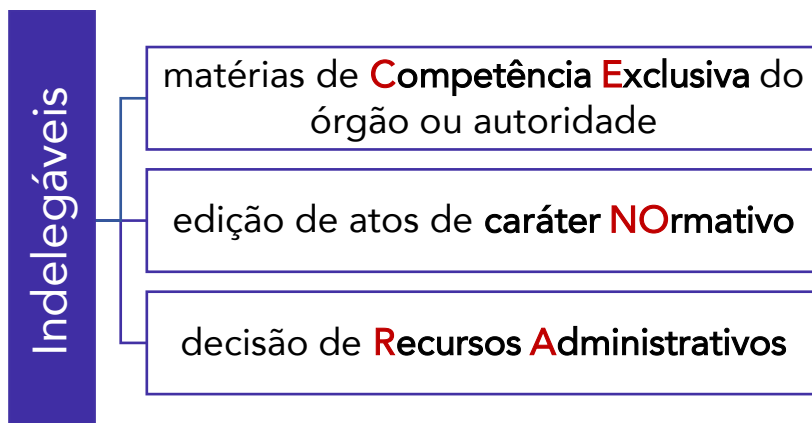 Indelegáveis
matérias de Competência Exclusiva do
órgão ou autoridade
edição de atos de caráter NOrmativo
decisão de Recursos Administrativos